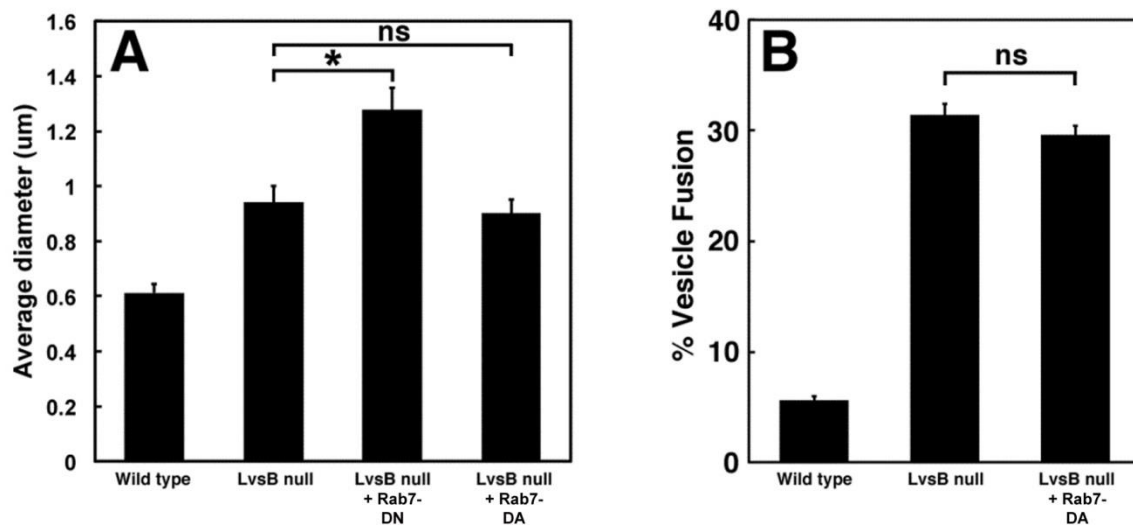 A
Average diameter (um)
1.6
1.4
1.2
1
0.8
0.6
0.4
0.2
0
ns
*
Wild type
LvsB null
LvsB null
+ Rab7-
DN
LvsB null
+ Rab7-
DA
B
% Vesicle Fusion
40
30
20
10
0
ns
Wild type
LvsB null
LvsB null
+ Rab7-
DA